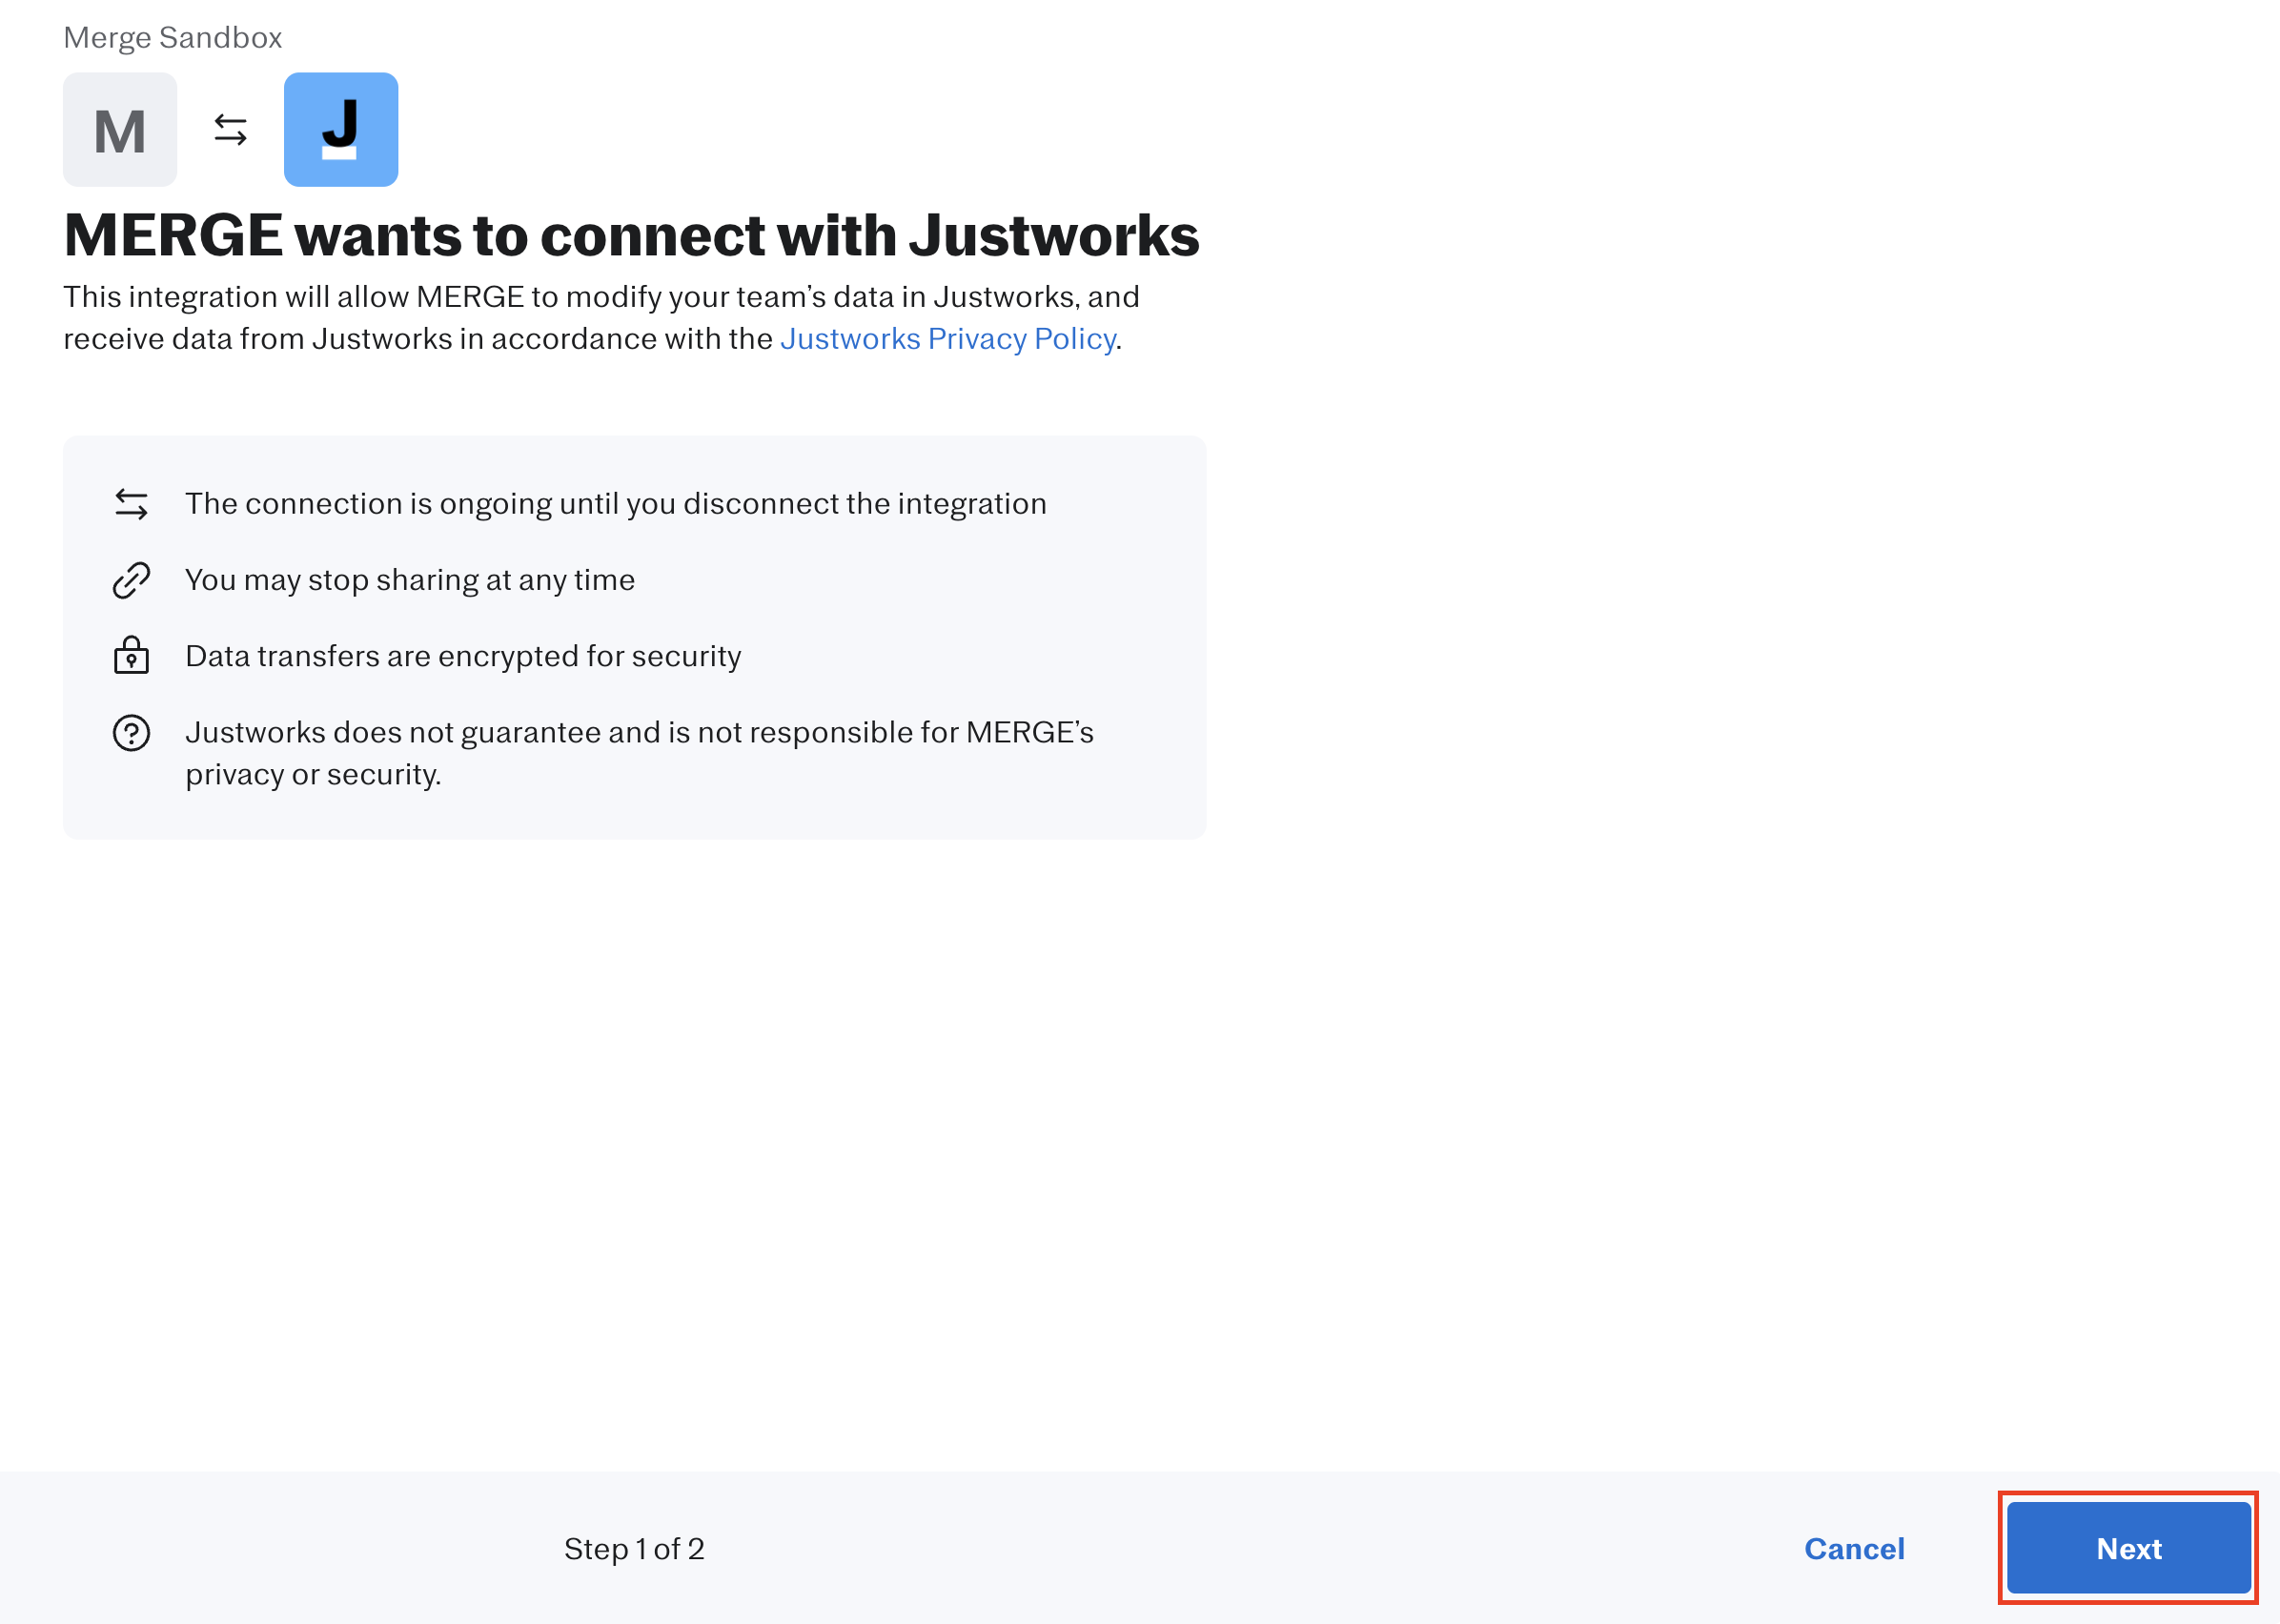 Merge Sandbox
M
J
MERGE wants to connect with Justworks
This integration will allow MERGE to modify your team’s data in Justworks, and
receive data from Justworks in accordance with the Justworks Privacy Policy.
The connection is ongoing until you disconnect the integration
You may stop sharing at any time
Data transfers are encrypted for security
Justworks does not guarantee and is not responsible for MERGE’s
privacy or security.
Step 1 of 2
Cancel
Next